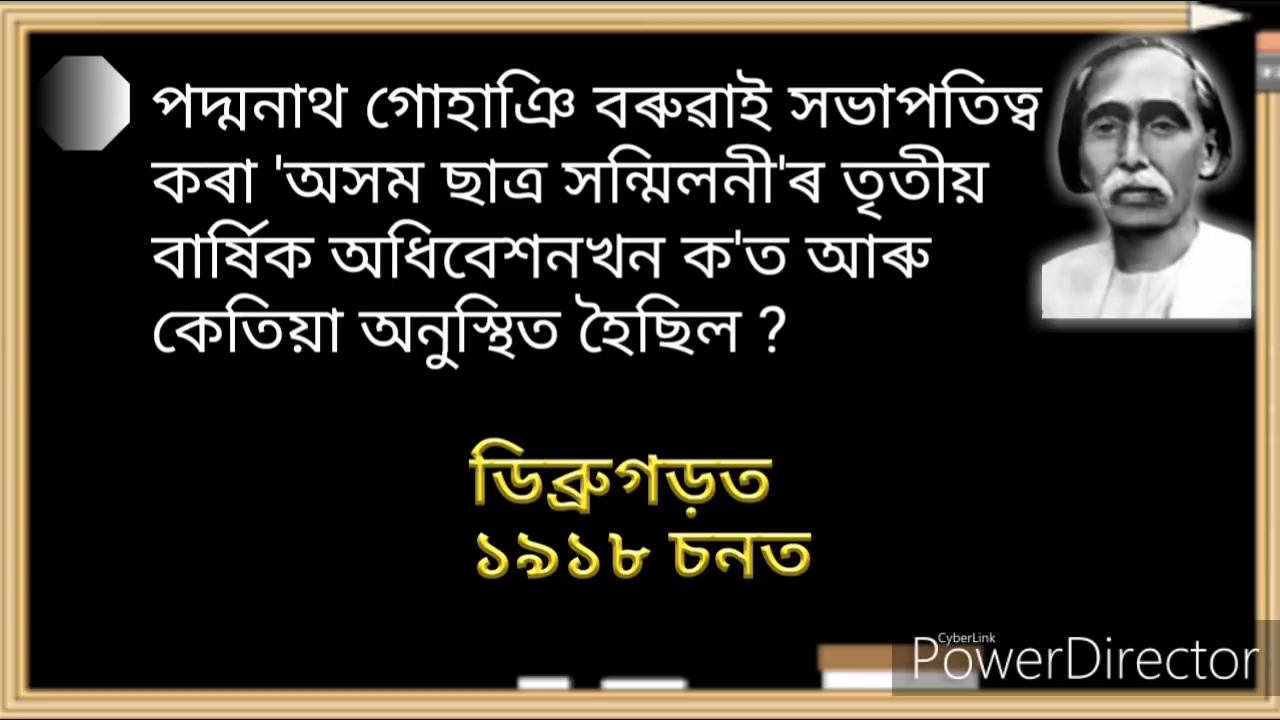 পদ্মনাথ গোহাঞি বৰুৱাই সভাপতিত্ব
কৰা 'অসম ছাত্ৰ সন্মিলনী'ৰ তৃতীয়
বাৰ্ষিক অধিবেশনখন ক'ত আৰু
কেতিয়া অনুস্থিত হৈছিল ?
ডিব্ৰুগড়ত
১৯১৮ চনত
CyberLink
PowerDirector